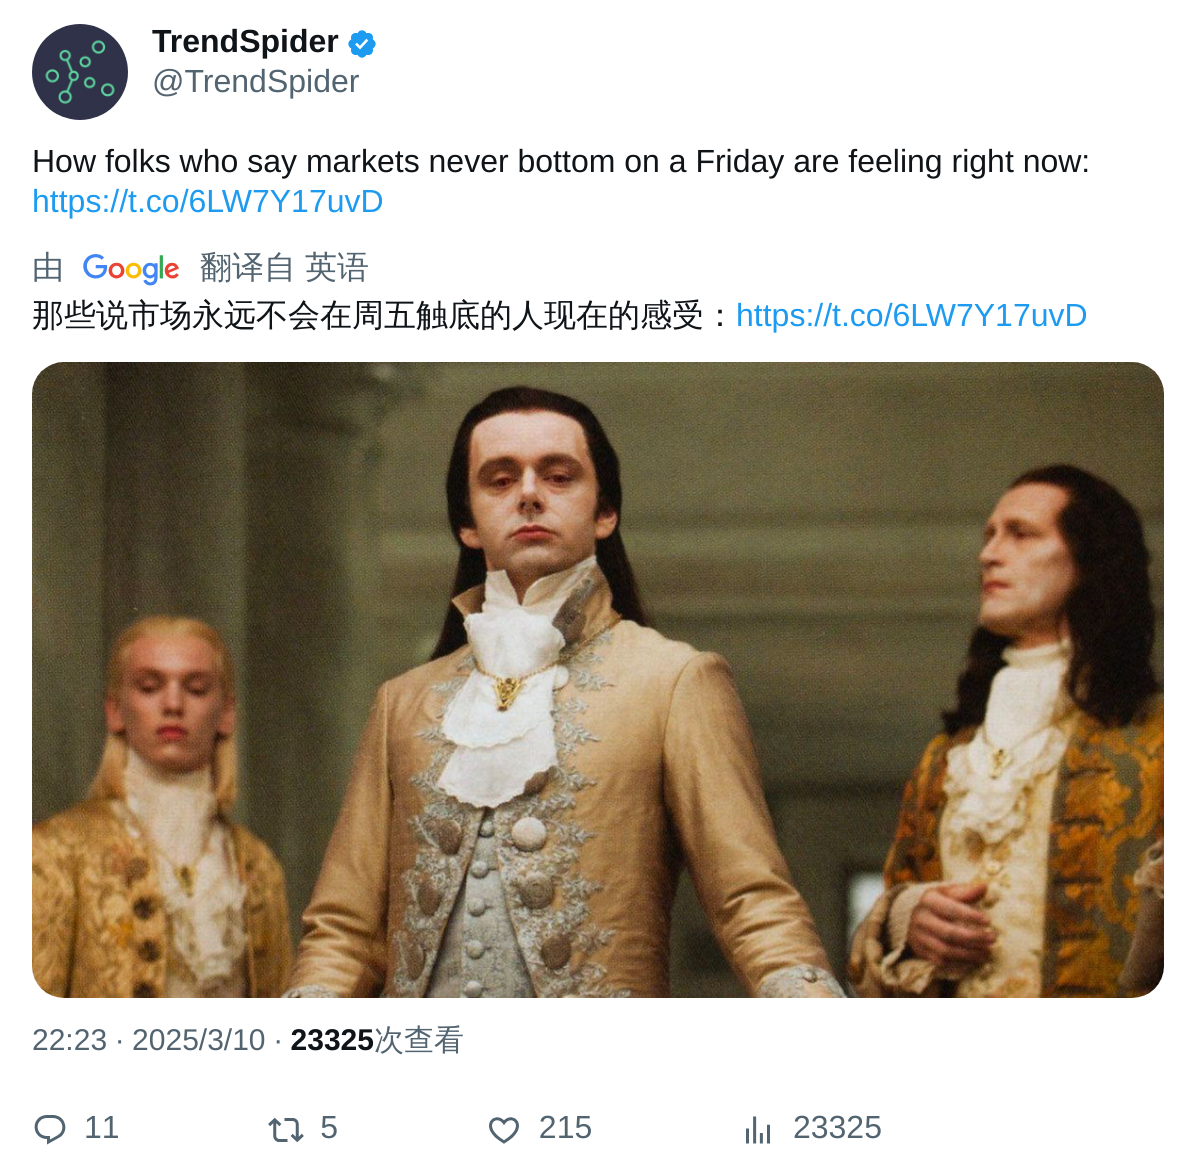 TrendSpider
@TrendSpider
How folks who say markets never bottom on a Friday are feeling right now:
https://t.co/6LW7Y17uvD
由 Google 翻译自 英语
那些说市场永远不会在周五触底的人现在的感受：https://t.co/6LW7Y17uvD
22:23 · 2025/3/10 · 23325次查看
11 5 215 23325